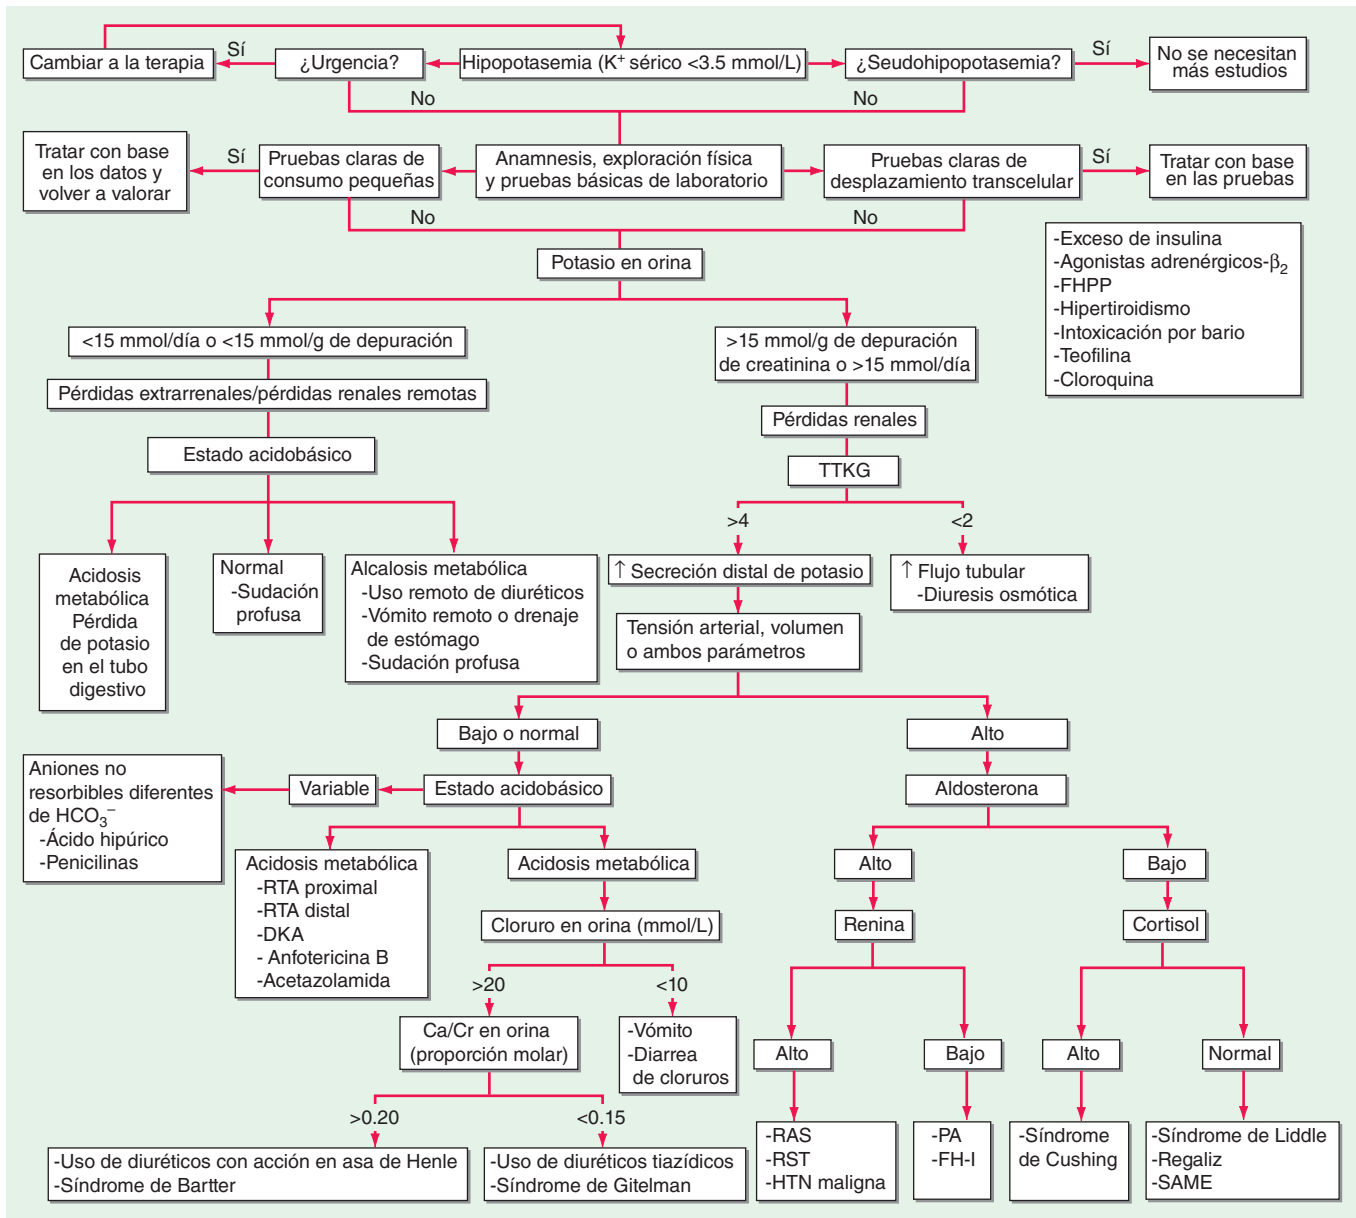 Cambiar a la terapia
Sí
¿Urgencia?
Hipopotasemia (K⁺ sérico <3.5 mmol/L)
¿Seudohipopotasemia?
Sí
No se necesitan
más estudios
No
No
Tratar con base
en los datos y
volver a valorar
Sí
Pruebas claras de
consumo pequeñas
Anamnesis, exploración física
y pruebas básicas de laboratorio
Pruebas claras de
desplazamiento transcelular
Sí
Tratar con base
en las pruebas
No
No
-Exceso de insulina
-Agonistas adrenérgicos-β₂
-FHPP
-Hipertiroidismo
-Intoxicación por bario
-Teofilina
-Cloroquina
Potasio en orina
<15 mmol/día o <15 mmol/g de depuración
>15 mmol/g de depuración
de creatinina o >15 mmol/día
Pérdidas extrarrenales/pérdidas renales remotas
Pérdidas renales
Estado acidobásico
TTKG
>4
<2
Acidosis
metabólica
Pérdida
de potasio
en el tubo
digestivo
Normal
-Sudación
profusa
Alcalosis metabólica
-Uso remoto de diuréticos
-Vómito remoto o drenaje
de estómago
-Sudación profusa
↑ Secreción distal de potasio
↑ Flujo tubular
-Diuresis osmótica
Tensión arterial, volumen
o ambos parámetros
Bajo o normal
Alto
Aniones no
resorbibles diferentes
de HCO₃⁻
-Ácido hipúrico
-Penicilinas
Variable
Estado acidobásico
Aldosterona
Acidosis metabólica
-RTA proximal
-RTA distal
-DKA
- Anfotericina B
-Acetazolamida
Acidosis metabólica
Alto
Bajo
Cloruro en orina (mmol/L)
Renina
Cortisol
>20
<10
Ca/Cr en orina
(proporción molar)
-Vómito
-Diarrea
de cloruros
Alto
Bajo
Alto
Normal
>0.20
<0.15
-Uso de diuréticos con acción en asa de Henle
-Síndrome de Bartter
-Uso de diuréticos tiazídicos
-Síndrome de Gitelman
-RAS
-RST
-HTN maligna
-PA
-FH-I
-Síndrome
de Cushing
-Síndrome de Liddle
-Regaliz
-SAME